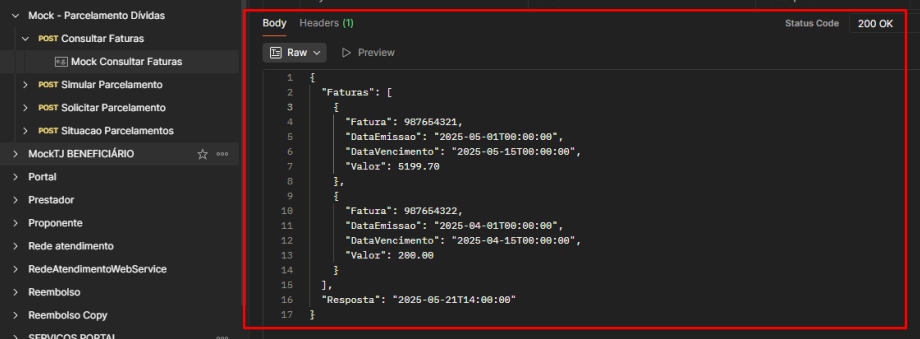 Mock - Parcelamento Dívidas
POST Consultar Faturas
Mock Consultar Faturas
POST Simular Parcelamento
POST Solicitar Parcelamento
POST Situacao Parcelamentos
MockTJ BENEFICIÁRIO
Portal
Prestador
Proponente
Rede atendimento
RedeAtendimentoWebService
Reembolso
Reembolso Copy
SERVIÇOS PORTAL
Body Headers (1) Status Code 200 OK
Raw Preview
1 {
2 "Faturas": [
3 {
4 "Fatura": 987654321,
5 "DataEmissao": "2025-05-01T00:00:00",
6 "DataVencimento": "2025-05-15T00:00:00",
7 "Valor": 5199.70
8 },
9 {
10 "Fatura": 987654322,
11 "DataEmissao": "2025-04-01T00:00:00",
12 "DataVencimento": "2025-04-15T00:00:00",
13 "Valor": 200.00
14 }
15 ],
16 "Resposta": "2025-05-21T14:00:00"
17 }